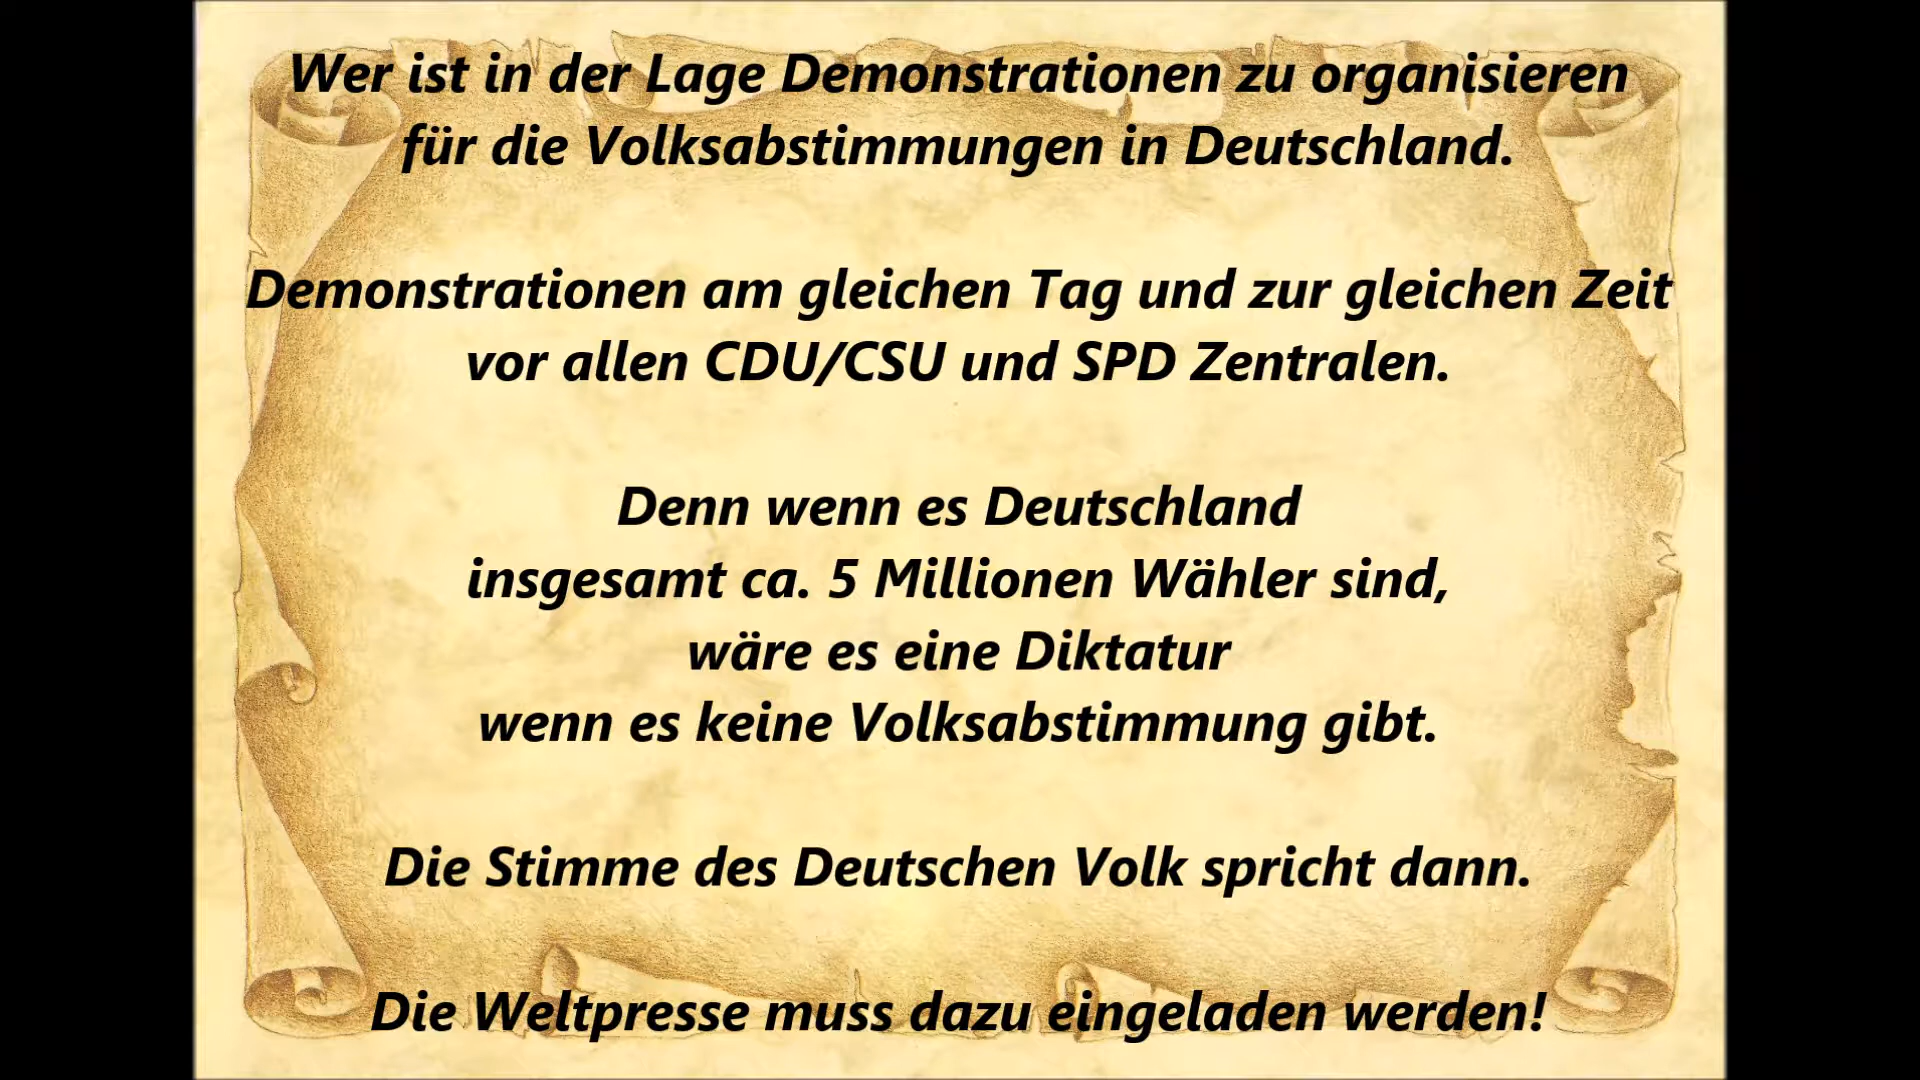 Wer ist in der Lage Demonstrationen zu organisieren
für die Volksabstimmungen in Deutschland.
Demonstrationen am gleichen Tag und zur gleichen Zeit
vor allen CDU/CSU und SPD Zentralen.
Denn wenn es Deutschland
insgesamt ca. 5 Millionen Wähler sind,
wäre es eine Diktatur
wenn es keine Volksabstimmung gibt.
Die Stimme des Deutschen Volk spricht dann.
Die Weltpresse muss dazu eingeladen werden!